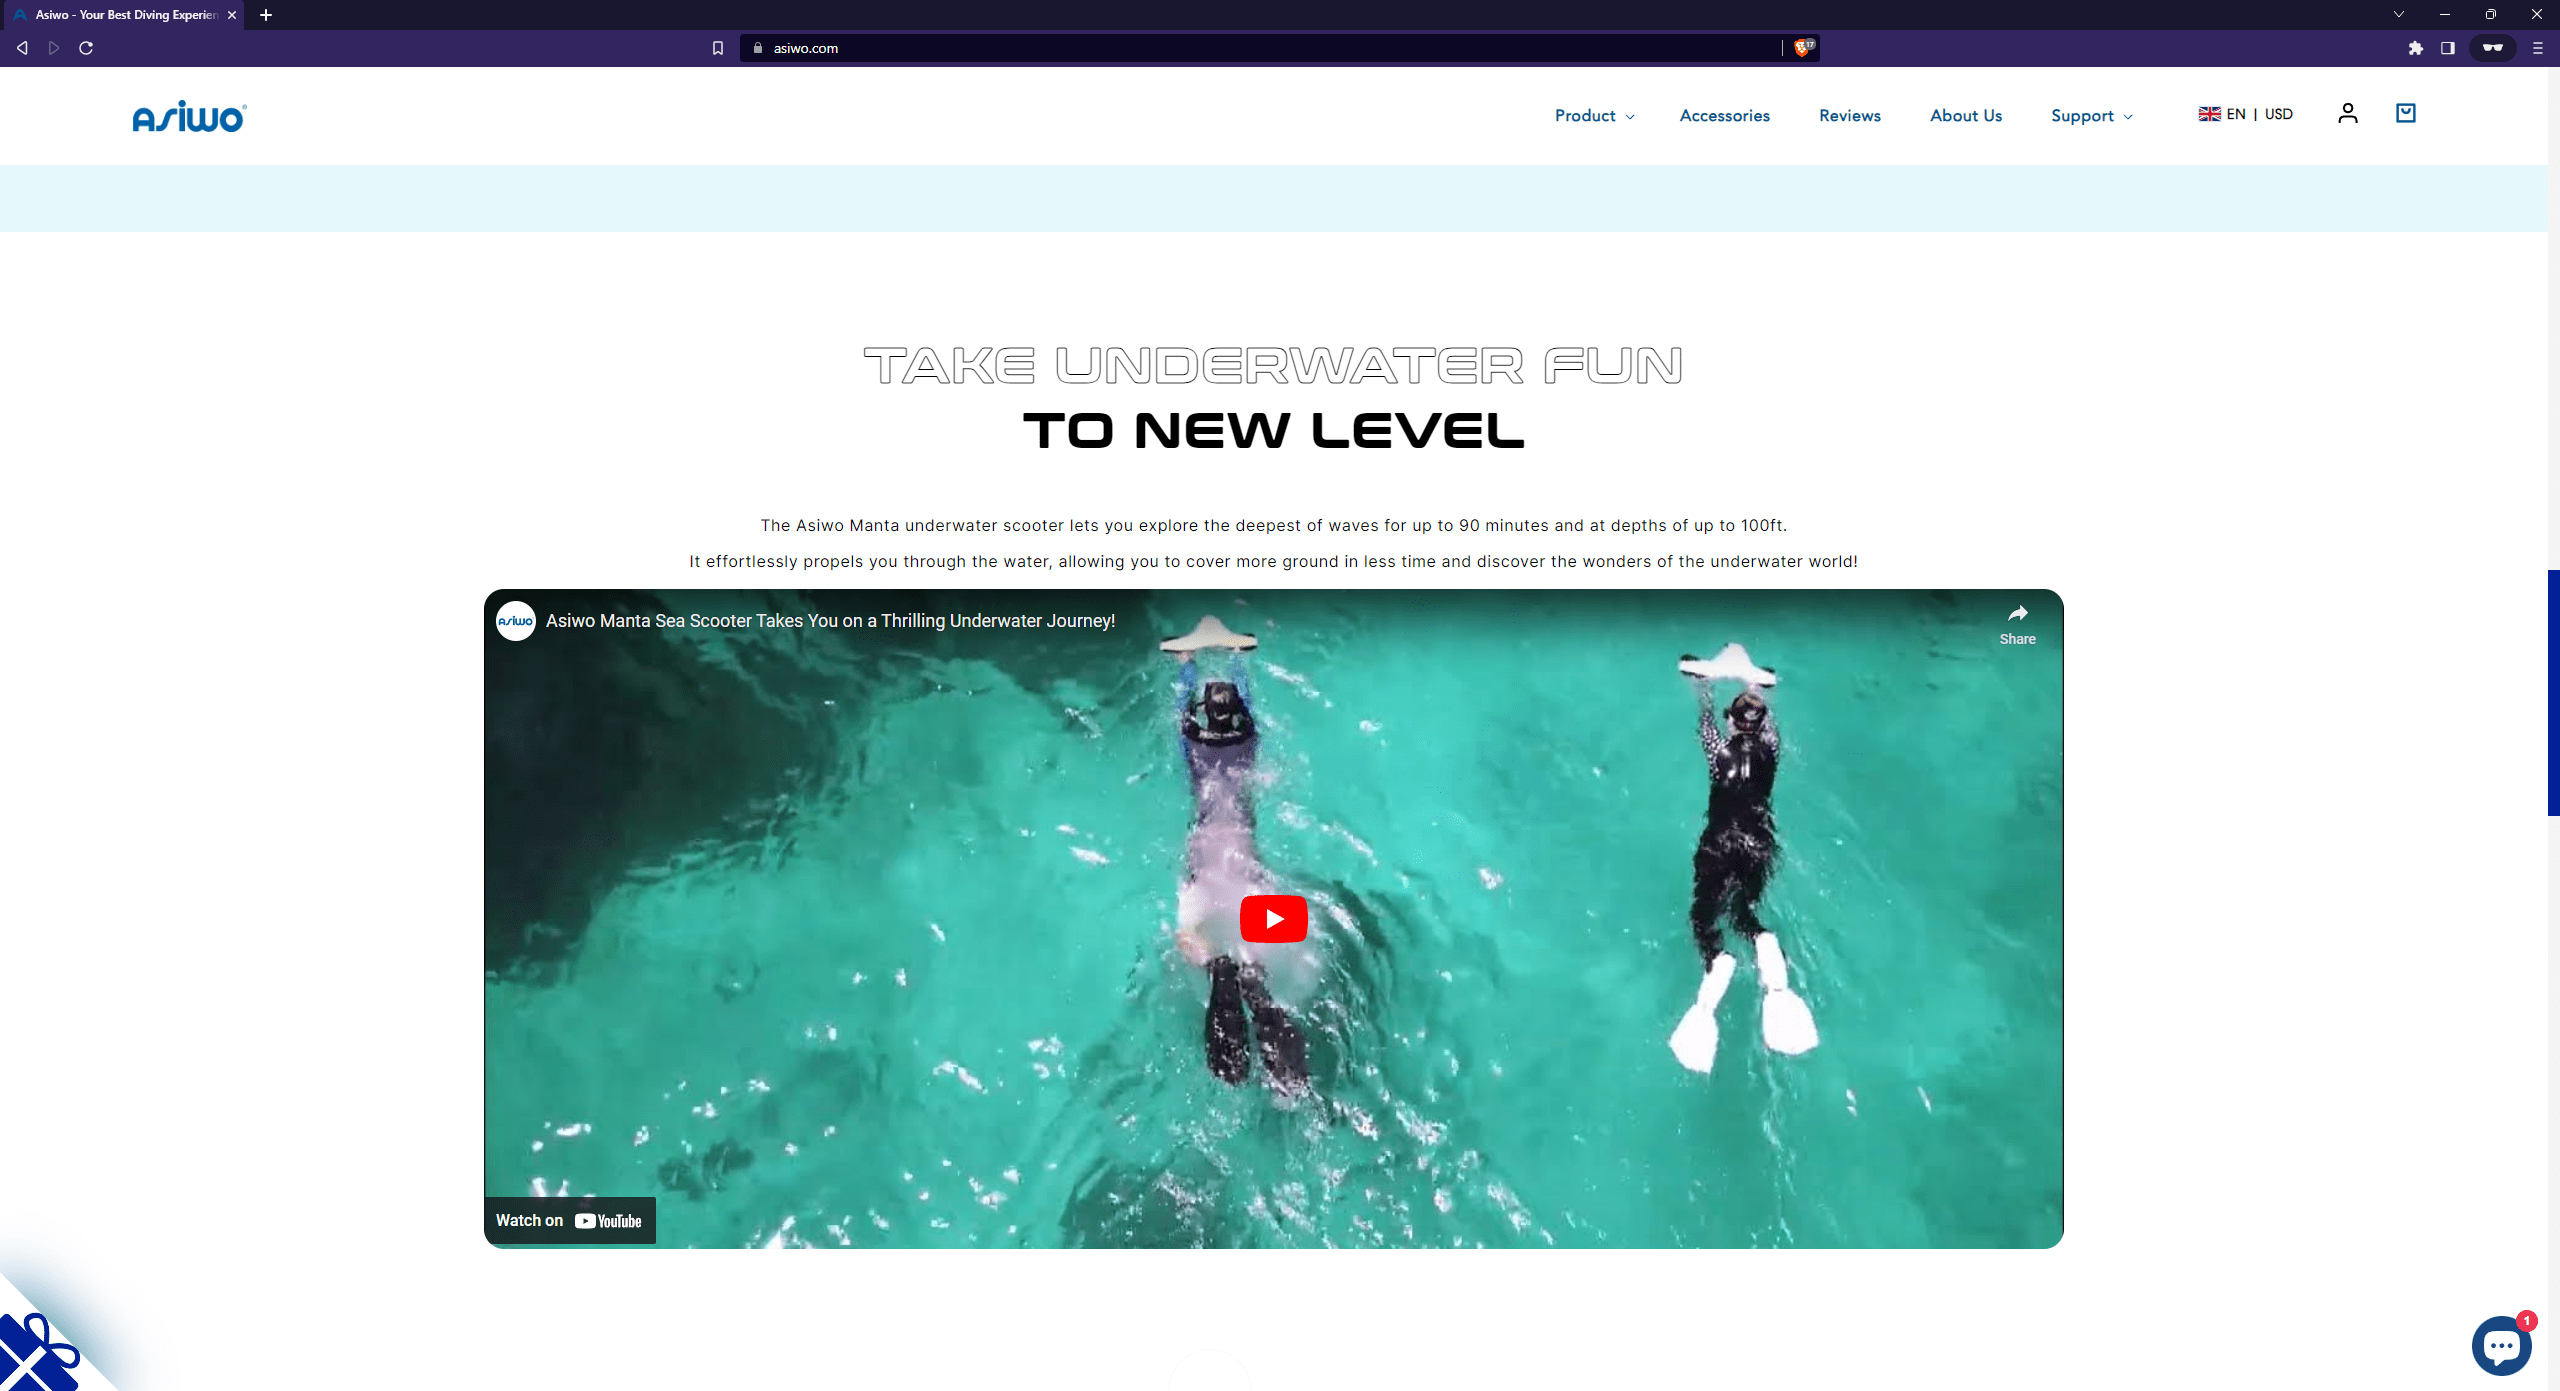 Asiwo - Your Best Diving Experien
asiwo.com
17
Asiwo
Product
Accessories
Reviews
About Us
Support
EN | USD
TAKE UNDERWATER FUN
TO NEW LEVEL
The Asiwo Manta underwater scooter lets you explore the deepest of waves for up to 90 minutes and at depths of up to 100ft.
It effortlessly propels you through the water, allowing you to cover more ground in less time and discover the wonders of the underwater world!
Asiwo
Asiwo Manta Sea Scooter Takes You on a Thrilling Underwater Journey!
Share
Watch on YouTube
1